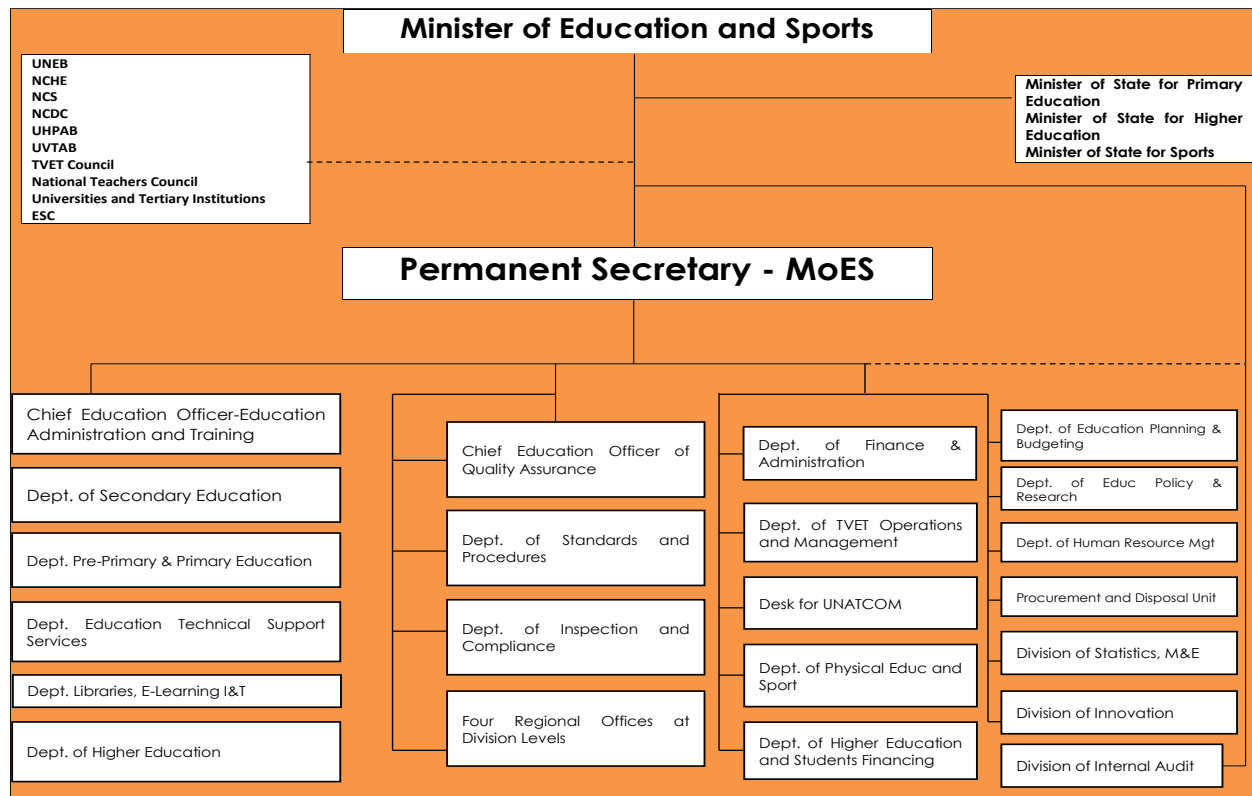 Minister of Education and Sports
UNEB
NCHE
NCS
NCDC
UHPAB
UVTAB
TVET Council
National Teachers Council
Universities and Tertiary Institutions
ESC
Minister of State for Primary
Education
Minister of State for Higher
Education
Minister of State for Sports
Permanent Secretary - MoES
Chief Education Officer-Education
Administration and Training
Dept. of Secondary Education
Dept. Pre-Primary & Primary Education
Dept. Education Technical Support
Services
Dept. Libraries, E-Learning I&T
Dept. of Higher Education
Chief Education Officer of
Quality Assurance
Dept. of Standards and
Procedures
Dept. of Inspection and
Compliance
Four Regional Offices at
Division Levels
Dept. of Finance &
Administration
Dept. of TVET Operations
and Management
Desk for UNATCOM
Dept. of Physical Educ and
Sport
Dept. of Higher Education
and Students Financing
Dept. of Education Planning &
Budgeting
Dept. of Educ Policy &
Research
Dept. of Human Resource Mgt
Procurement and Disposal Unit
Division of Statistics, M&E
Division of Innovation
Division of Internal Audit